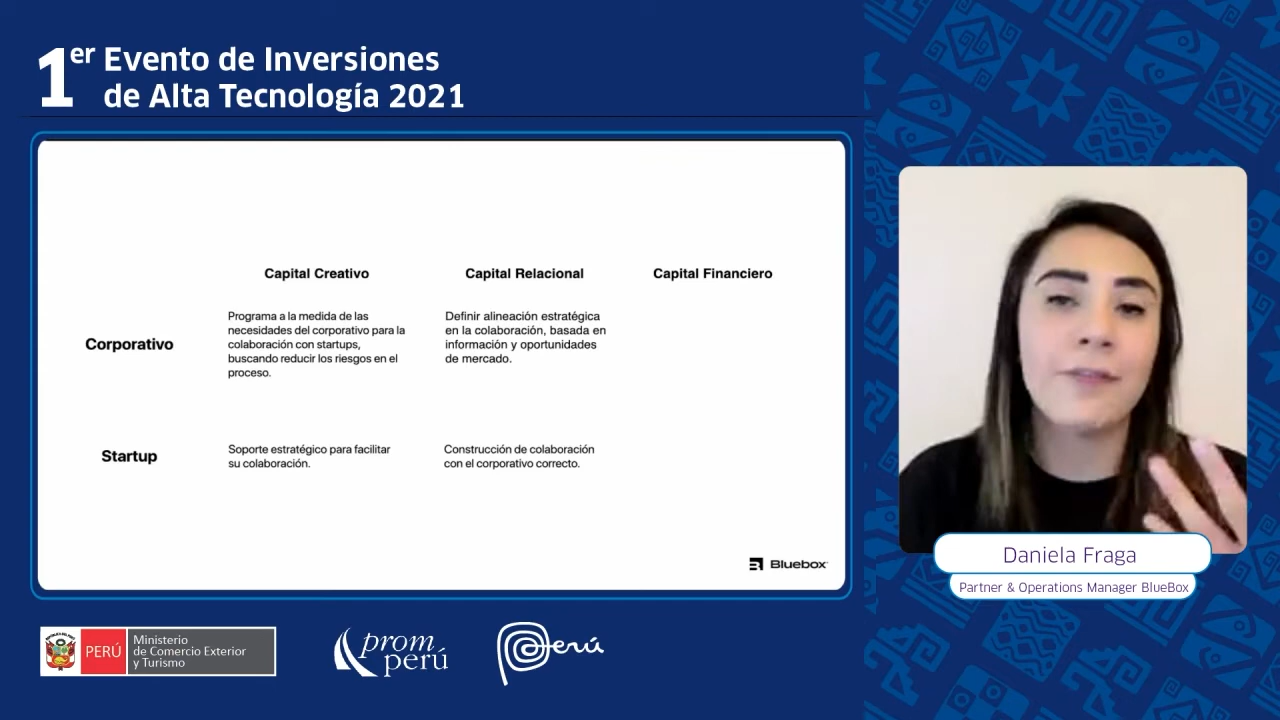 1er Evento de Inversiones
de Alta Tecnología 2021
Capital Creativo
Capital Relacional
Capital Financiero
Corporativo
Programa a la medida de las
necesidades del corporativo para la
colaboración con startups,
buscando reducir los riesgos en el
proceso.
Definir alineación estratégica
en la colaboración, basada en
información y oportunidades
de mercado.
Startup
Soporte estratégico para facilitar
su colaboración.
Construcción de colaboración
con el corporativo correcto.
Bluebox
Daniela Fraga
Partner & Operations Manager BlueBox
PERÚ
Ministerio
de Comercio Exterior
y Turismo
prom
perú
Perú